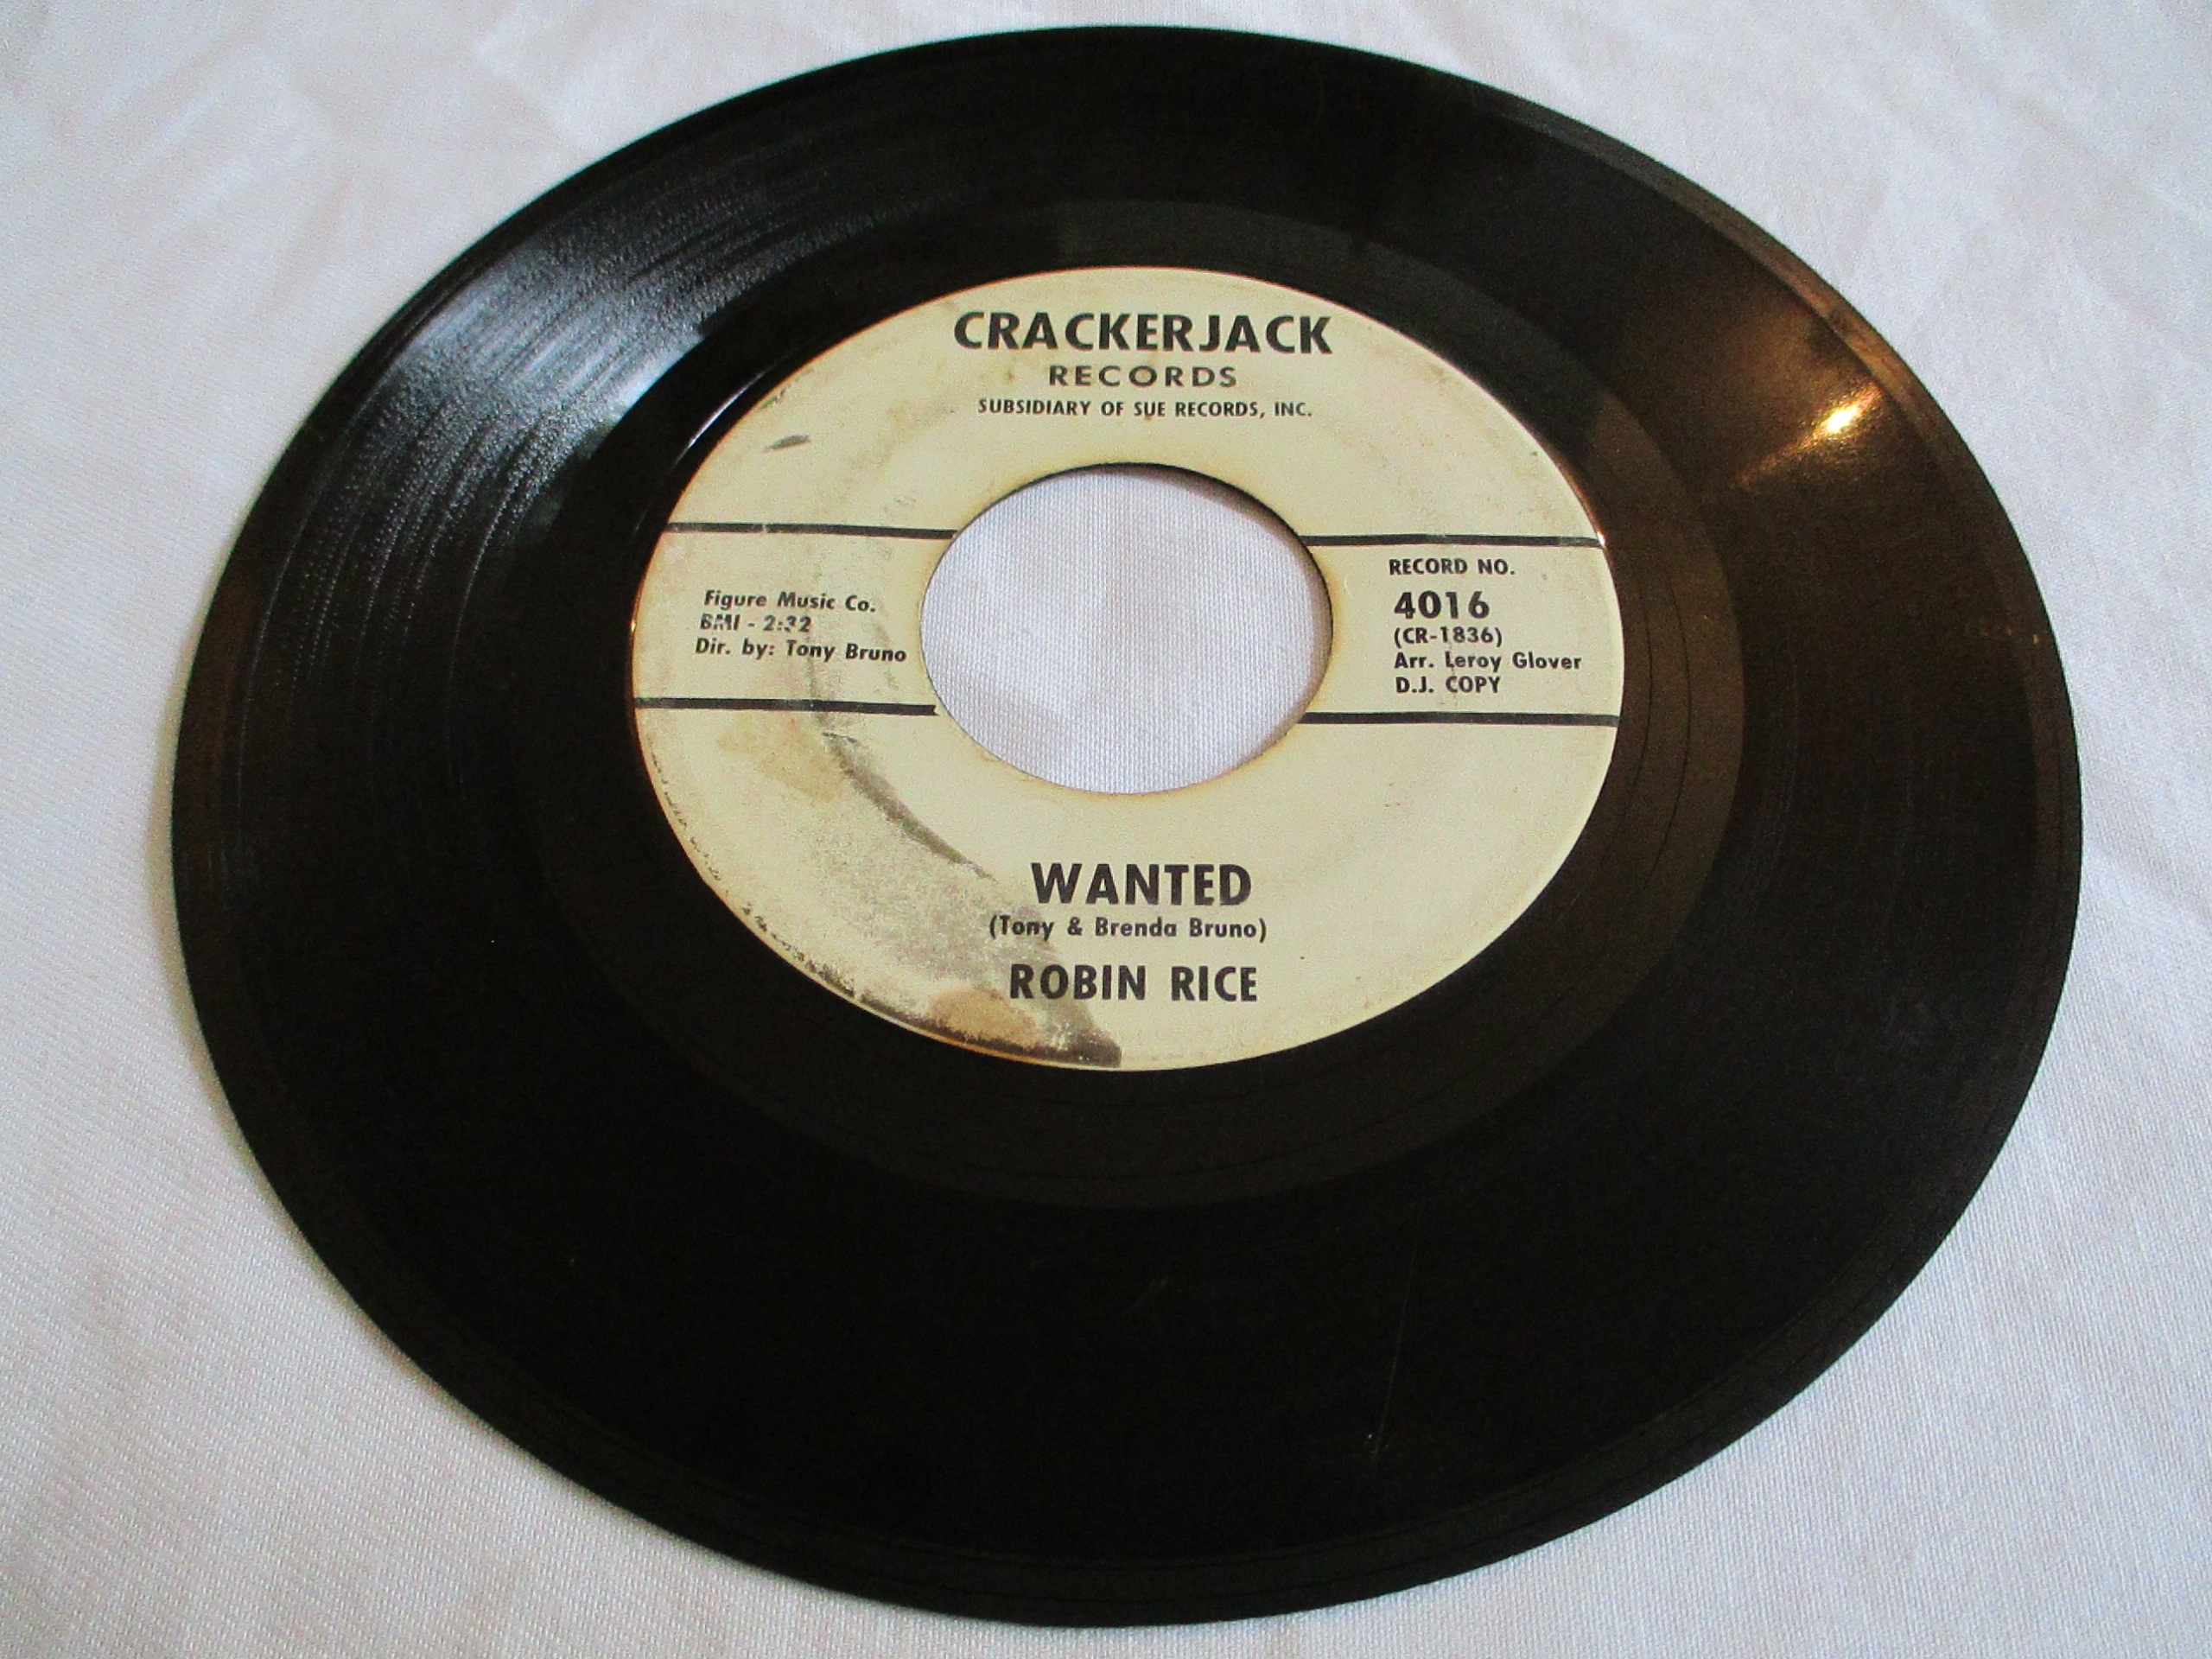 CRACKERJACK
RECORDS
SUBSIDIARY OF SUE RECORDS, INC.
Figure Music Co.
BMI - 2:32
Dir. by: Tony Bruno
RECORD NO.
4016
(CR-1836)
Arr. Leroy Glover
D.J. COPY
WANTED
(Tony & Brenda Bruno)
ROBIN RICE